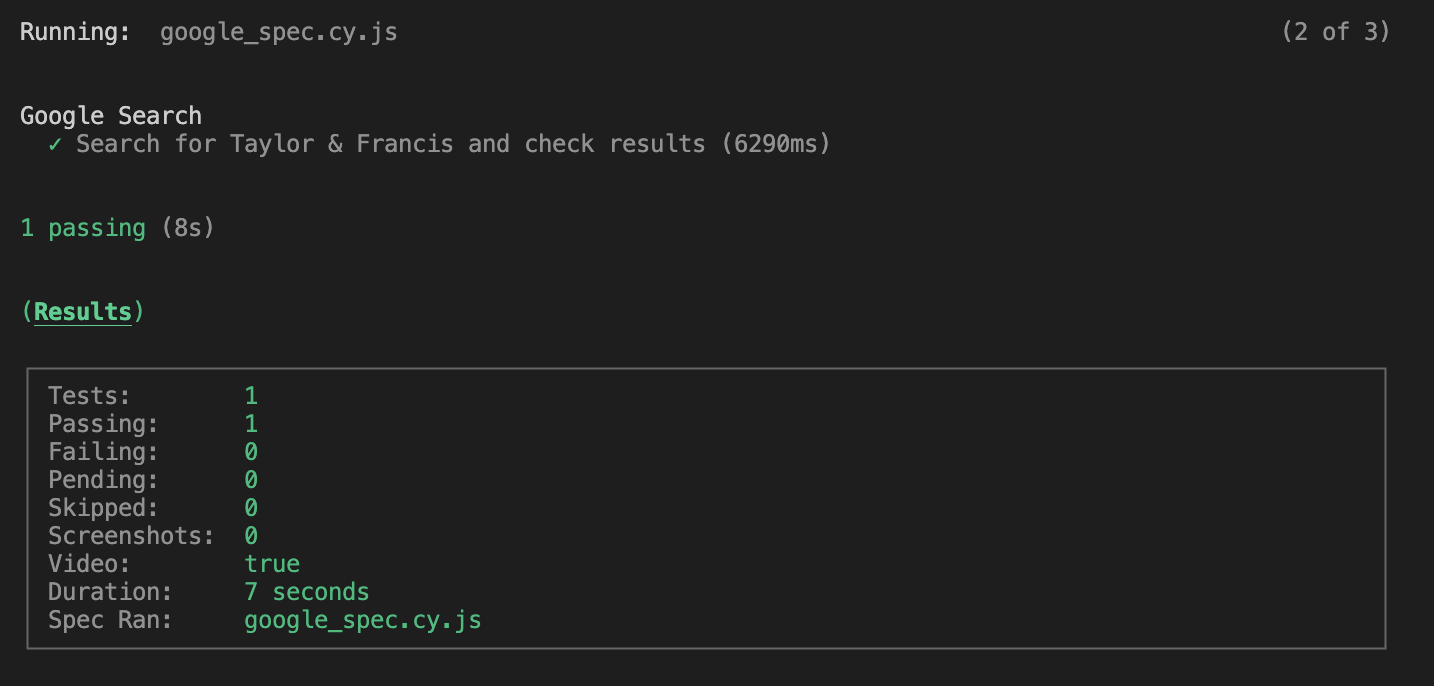 Running:  google_spec.cy.js (2 of 3)
Google Search
✓ Search for Taylor & Francis and check results (6290ms)
1 passing (8s)
(Results)
Tests: 1
Passing: 1
Failing: 0
Pending: 0
Skipped: 0
Screenshots: 0
Video: true
Duration: 7 seconds
Spec Ran: google_spec.cy.js